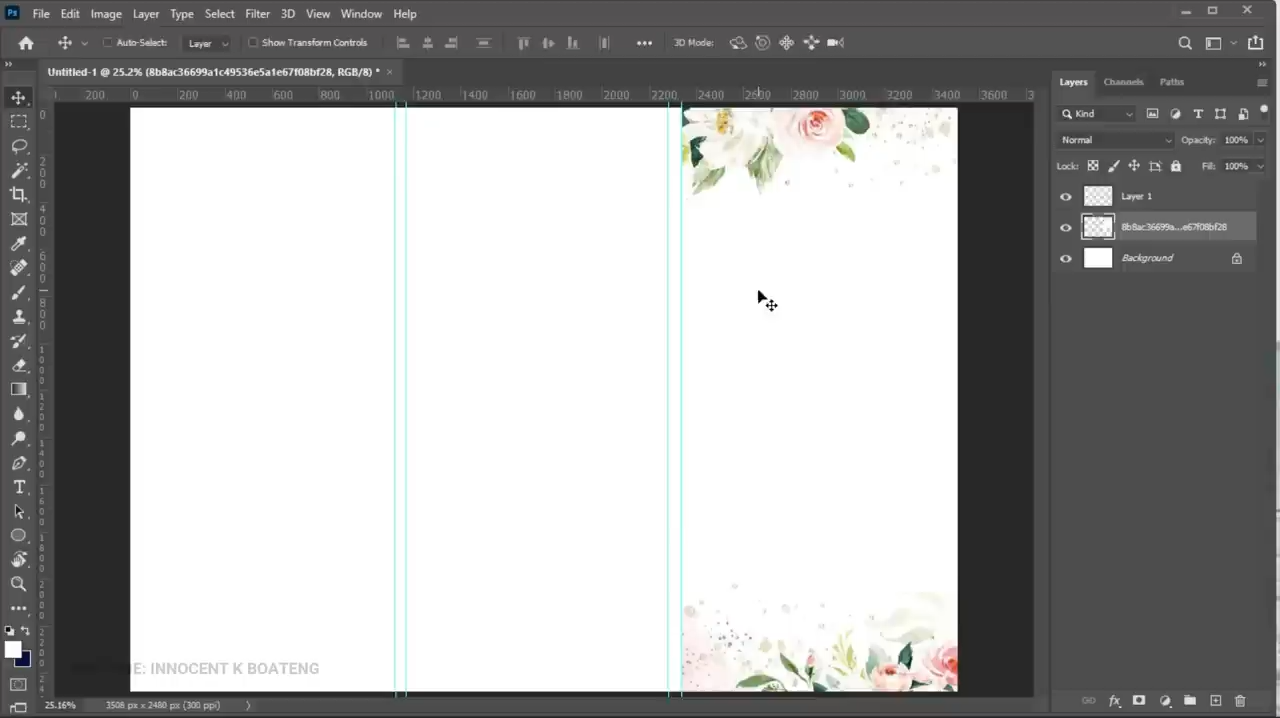 Ps File Edit Image Layer Type Select Filter 3D View Window Help
Auto-Select: Layer Show Transform Controls 3D Mode:
Untitled-1 @ 25.2% (8b8ac36699a1c49536e5a1e67f08bf28, RGB/8) * ×
200 0 200 400 600 800 1000 1200 1400 1600 1800 2000 2200 2400 2600 2800 3000 3200 3400 3600 3
Layers Channels Paths
Kind
Normal Opacity: 100%
Lock: Fill: 100%
Layer 1
8b8ac36699a...e67f08bf28
Background
E: INNOCENT K BOATENG
25.16% 3508 px x 2480 px (300 ppi)